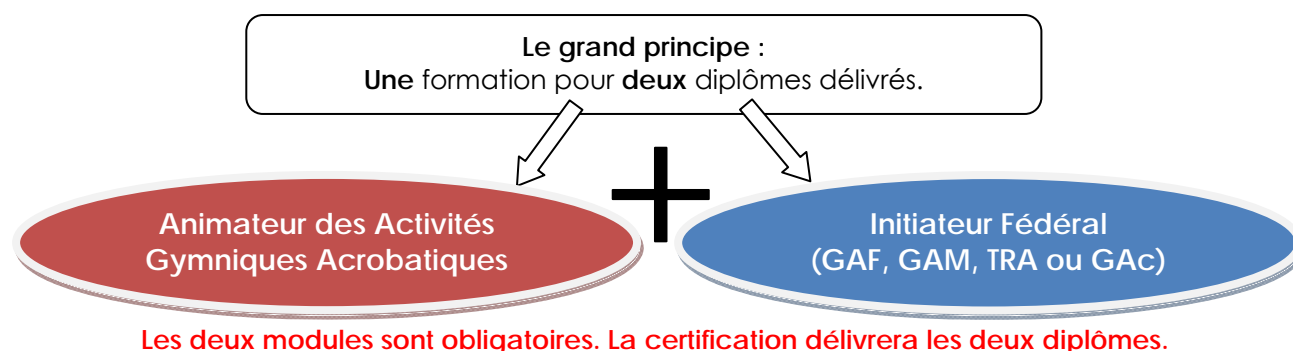 Le grand principe :
Une formation pour deux diplômes délivrés.
Animateur des Activités
Gymniques Acrobatiques
Initiateur Fédéral
(GAF, GAM, TRA ou GAc)
Les deux modules sont obligatoires. La certification délivrera les deux diplômes.